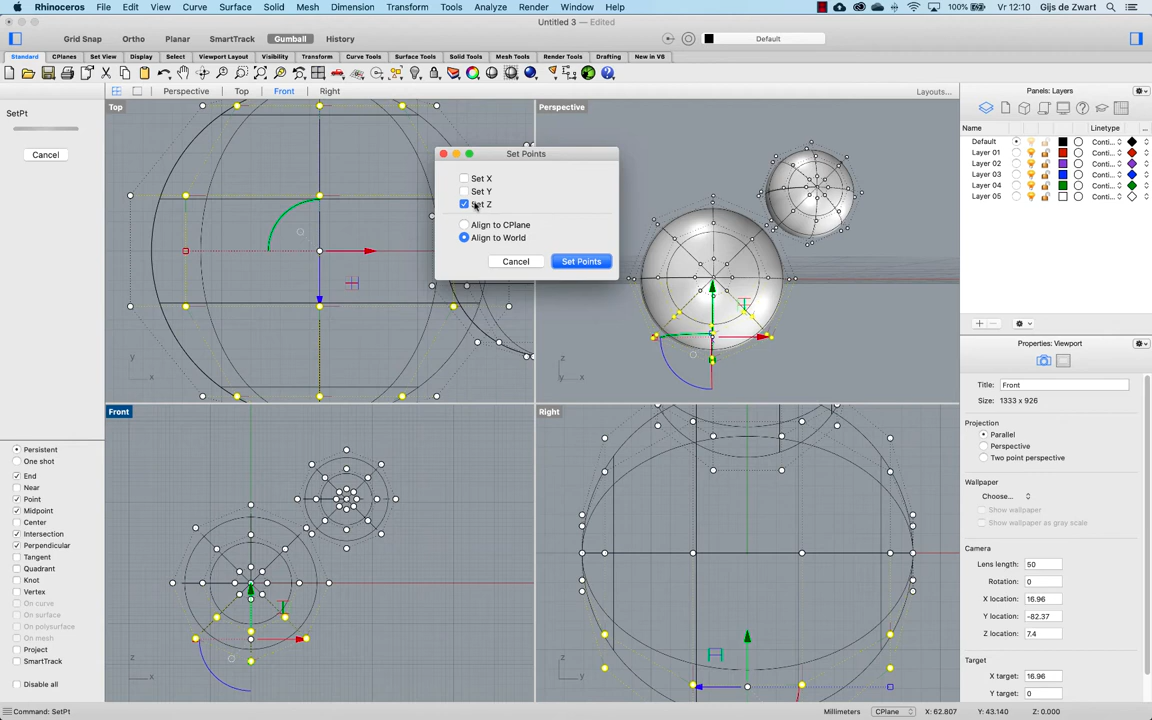 Rhinoceros File Edit View Curve Surface Solid Mesh Dimension Transform Tools Analyze Render Window Help 100% Vr 12:10 Gijs de Zwart
Untitled 3 — Edited
Grid Snap Ortho Planar SmartTrack Gumball History Default
Standard CPlanes Set View Display Select Viewport Layout Visibility Transform Curve Tools Surface Tools Solid Tools Mesh Tools Render Tools Drafting New in V6
Perspective Top Front Right Layouts...
Panels: Layers
SetPt
Cancel
Top
Perspective
Name Linetype ...
Default Conti...
Layer 01 Conti...
Layer 02 Conti...
Layer 03 Conti...
Layer 04 Conti...
Layer 05 Conti...
Set Points
Set X
Set Y
Set Z
Align to CPlane
Align to World
Cancel Set Points
y x
z y x
Properties: Viewport
Title: Front
Size: 1333 x 926
Projection
Parallel
Perspective
Two point perspective
Wallpaper
Choose...
Show wallpaper
Show wallpaper as gray scale
Camera
Lens length: 50
Rotation: 0
X location: 16.96
Y location: -82.37
Z location: 7.4
Target
X target: 16.96
Y target: 0
Front
Right
z x
z y
Persistent
One shot
End
Near
Point
Midpoint
Center
Intersection
Perpendicular
Tangent
Quadrant
Knot
Vertex
On curve
On surface
On polysurface
On mesh
Project
SmartTrack
Disable all
Command: SetPt Millimeters CPlane X: 62.807 Y: 43.140 Z: 0.000